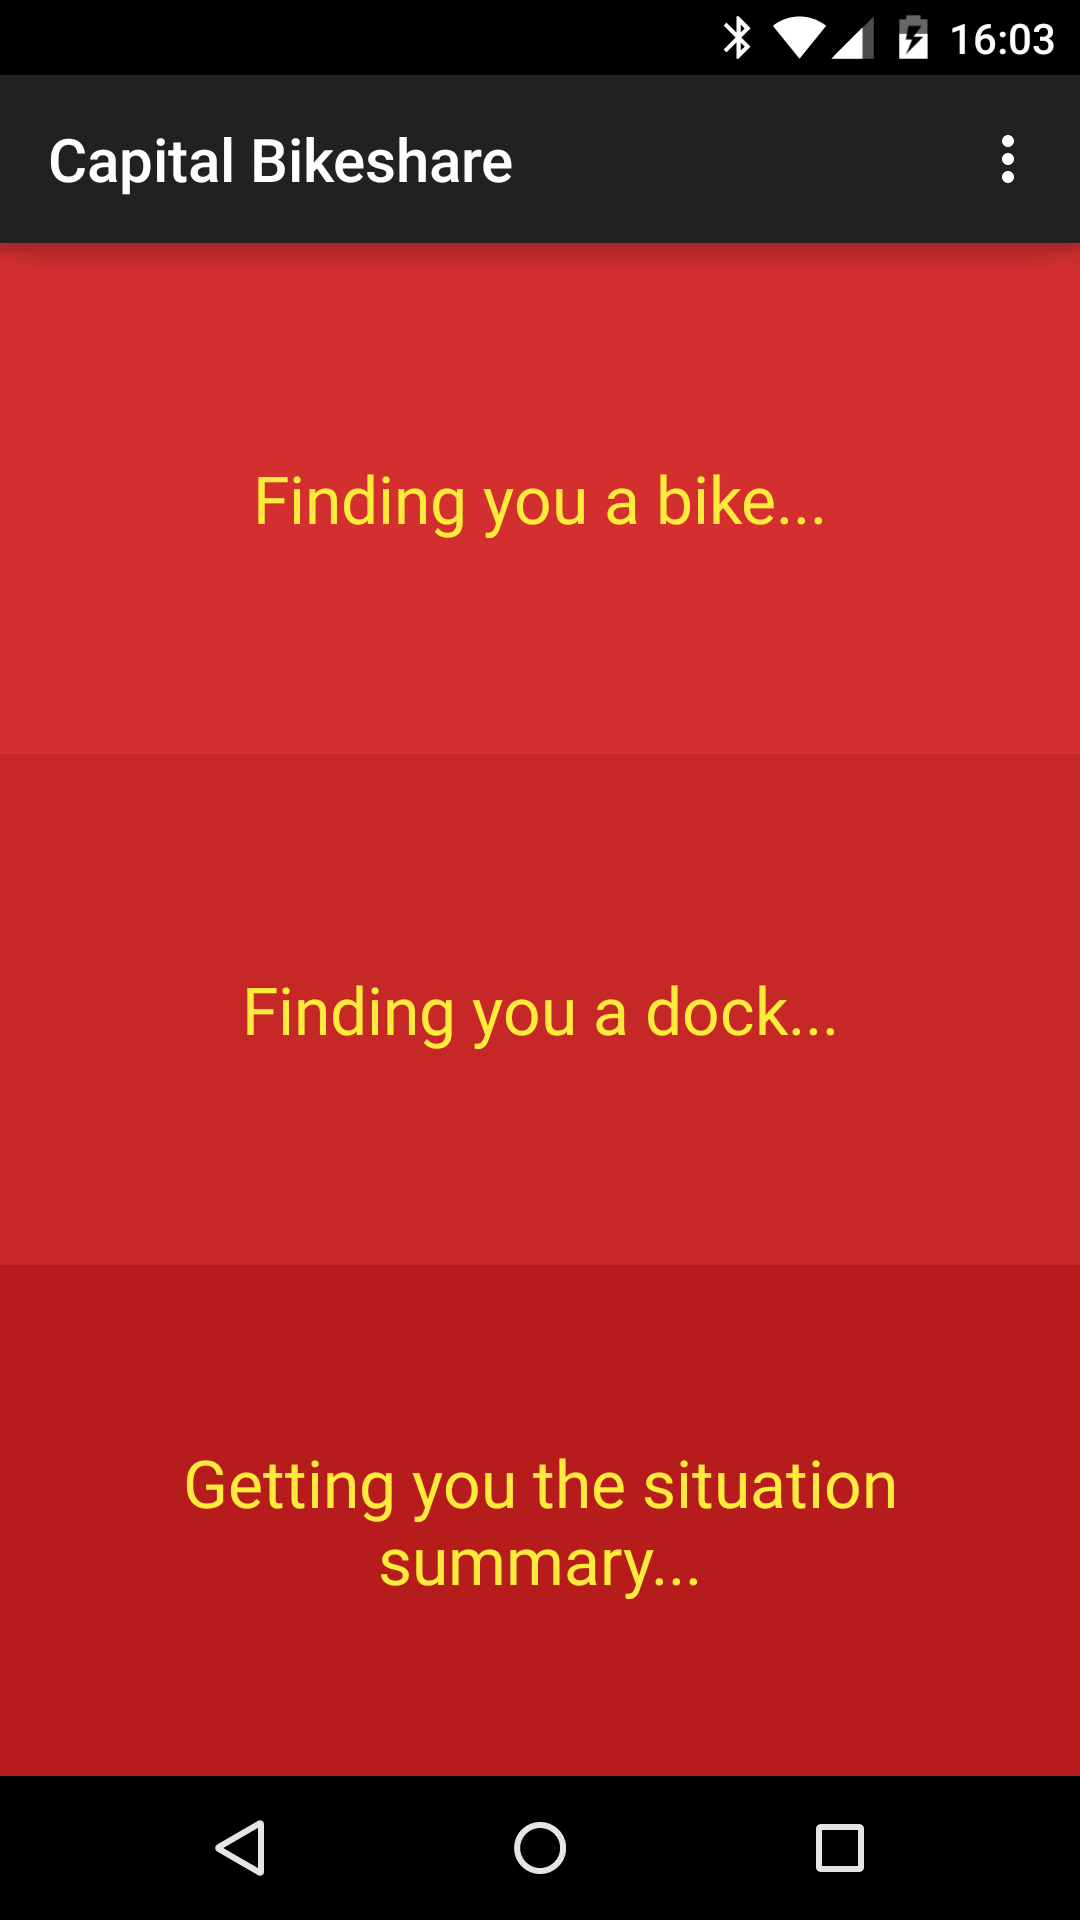 16:03
Capital Bikeshare
Finding you a bike...
Finding you a dock...
Getting you the situation
summary...